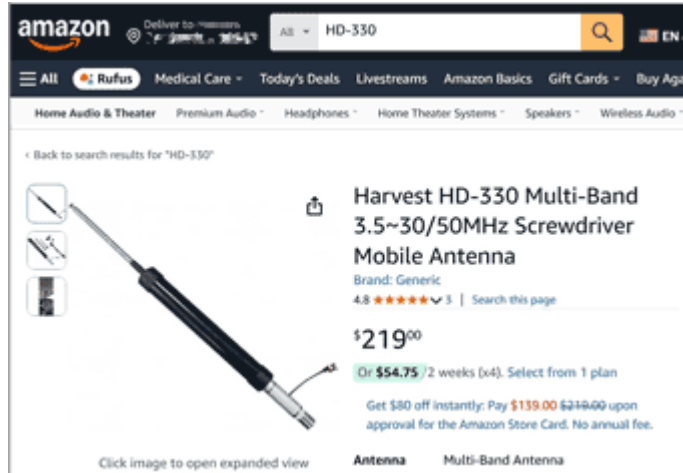 amazon
Deliver to
All
HD-330
EN
All
Rufus
Medical Care
Today's Deals
Livestreams
Amazon Basics
Gift Cards
Buy Aga
Home Audio & Theater
Premium Audio
Headphones
Home Theater Systems
Speakers
Wireless Audio
‹ Back to search results for "HD-330"
Harvest HD-330 Multi-Band
3.5~30/50MHz Screwdriver
Mobile Antenna
Brand: Generic
4.8 3 | Search this page
$21900
Or $54.75 /2 weeks (x4). Select from 1 plan
Get $80 off instantly: Pay $139.00 $219.00 upon
approval for the Amazon Store Card. No annual fee.
Click image to open expanded view
Antenna Multi-Band Antenna